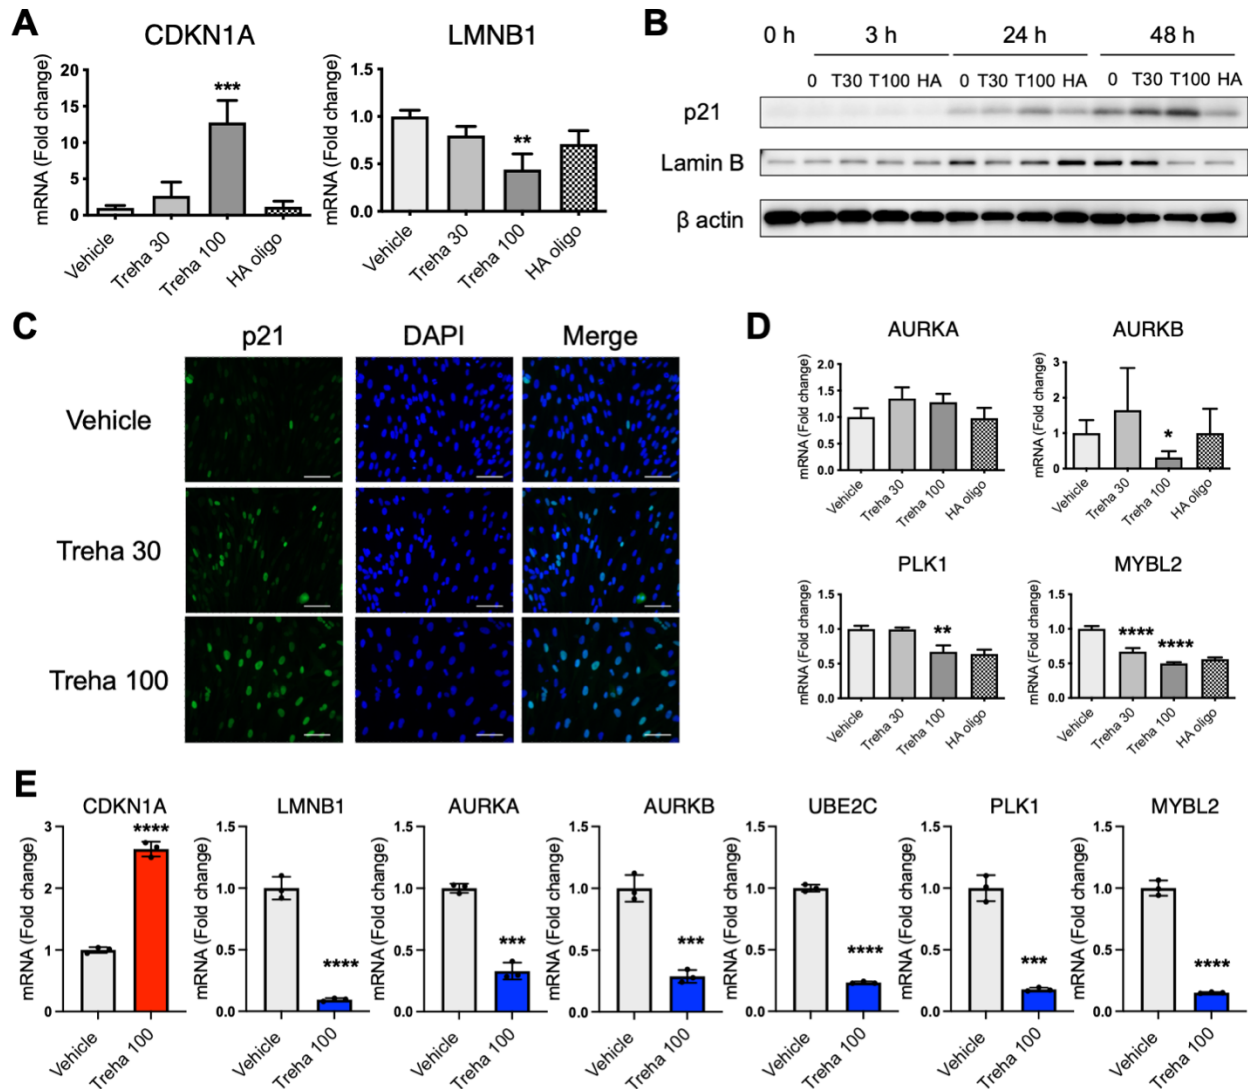 A
CDKN1A
mRNA (Fold change)
20
15
10
5
0
***
Vehicle
Treha 30
Treha 100
HA oligo
LMNB1
mRNA (Fold change)
1.5
1.0
0.5
0.0
**
Vehicle
Treha 30
Treha 100
HA oligo
B
0 h 3 h 24 h 48 h
0 T30 T100 HA 0 T30 T100 HA 0 T30 T100 HA
p21
Lamin B
β actin
C
p21 DAPI Merge
Vehicle
Treha 30
Treha 100
D
AURKA
mRNA (Fold change)
2.0
1.5
1.0
0.5
0.0
Vehicle
Treha 30
Treha 100
HA oligo
AURKB
mRNA (Fold change)
3
2
1
0
*
Vehicle
Treha 30
Treha 100
HA oligo
PLK1
mRNA (Fold change)
1.5
1.0
0.5
0.0
**
Vehicle
Treha 30
Treha 100
HA oligo
MYBL2
mRNA (Fold change)
1.5
1.0
0.5
0.0
****
****
Vehicle
Treha 30
Treha 100
HA oligo
E
CDKN1A
mRNA (Fold change)
3
2
1
0
****
Vehicle
Treha 100
LMNB1
mRNA (Fold change)
1.5
1.0
0.5
0.0
****
Vehicle
Treha 100
AURKA
mRNA (Fold change)
1.5
1.0
0.5
0.0
***
Vehicle
Treha 100
AURKB
mRNA (Fold change)
1.5
1.0
0.5
0.0
***
Vehicle
Treha 100
UBE2C
mRNA (Fold change)
1.5
1.0
0.5
0.0
****
Vehicle
Treha 100
PLK1
mRNA (Fold change)
1.5
1.0
0.5
0.0
***
Vehicle
Treha 100
MYBL2
mRNA (Fold change)
1.5
1.0
0.5
0.0
****
Vehicle
Treha 100